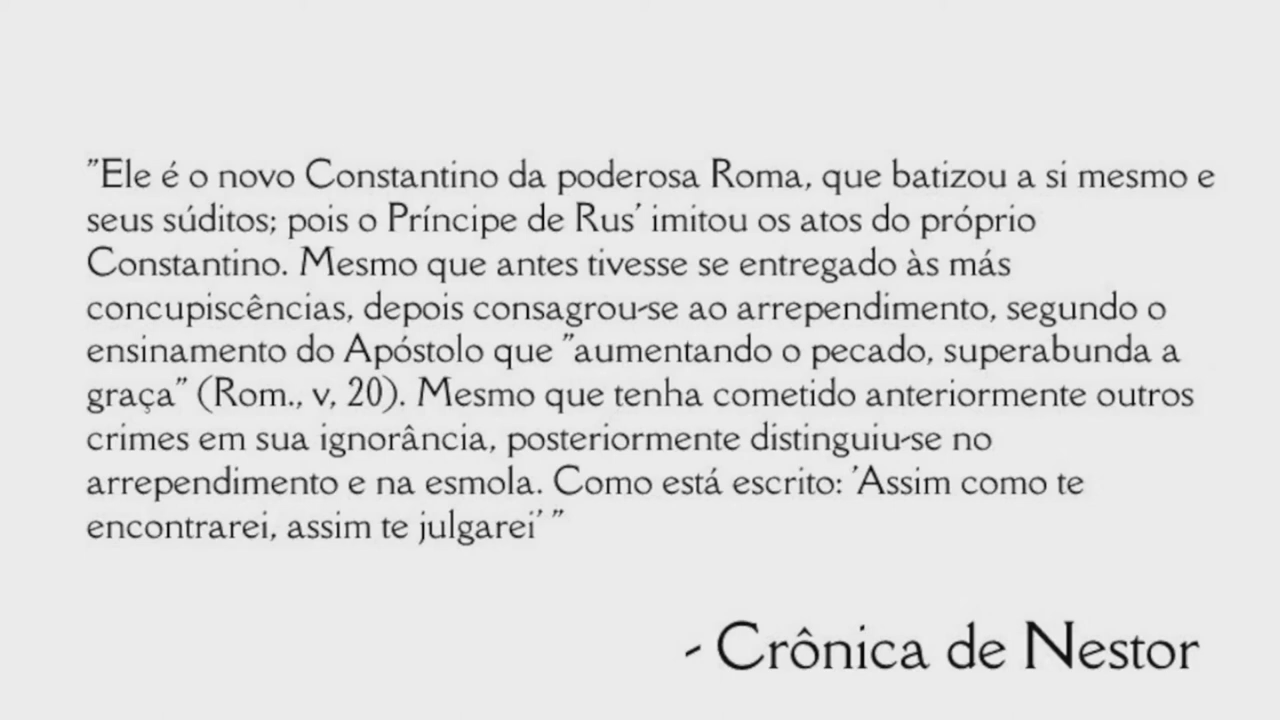 "Ele é o novo Constantino da poderosa Roma, que batizou a si mesmo e
seus súditos; pois o Príncipe de Rus' imitou os atos do próprio
Constantino. Mesmo que antes tivesse se entregado às más
concupiscências, depois consagrou-se ao arrependimento, segundo o
ensinamento do Apóstolo que "aumentando o pecado, superabunda a
graça" (Rom., v, 20). Mesmo que tenha cometido anteriormente outros
crimes em sua ignorância, posteriormente distinguiu-se no
arrependimento e na esmola. Como está escrito: 'Assim como te
encontrarei, assim te julgarei' "
- Crônica de Nestor